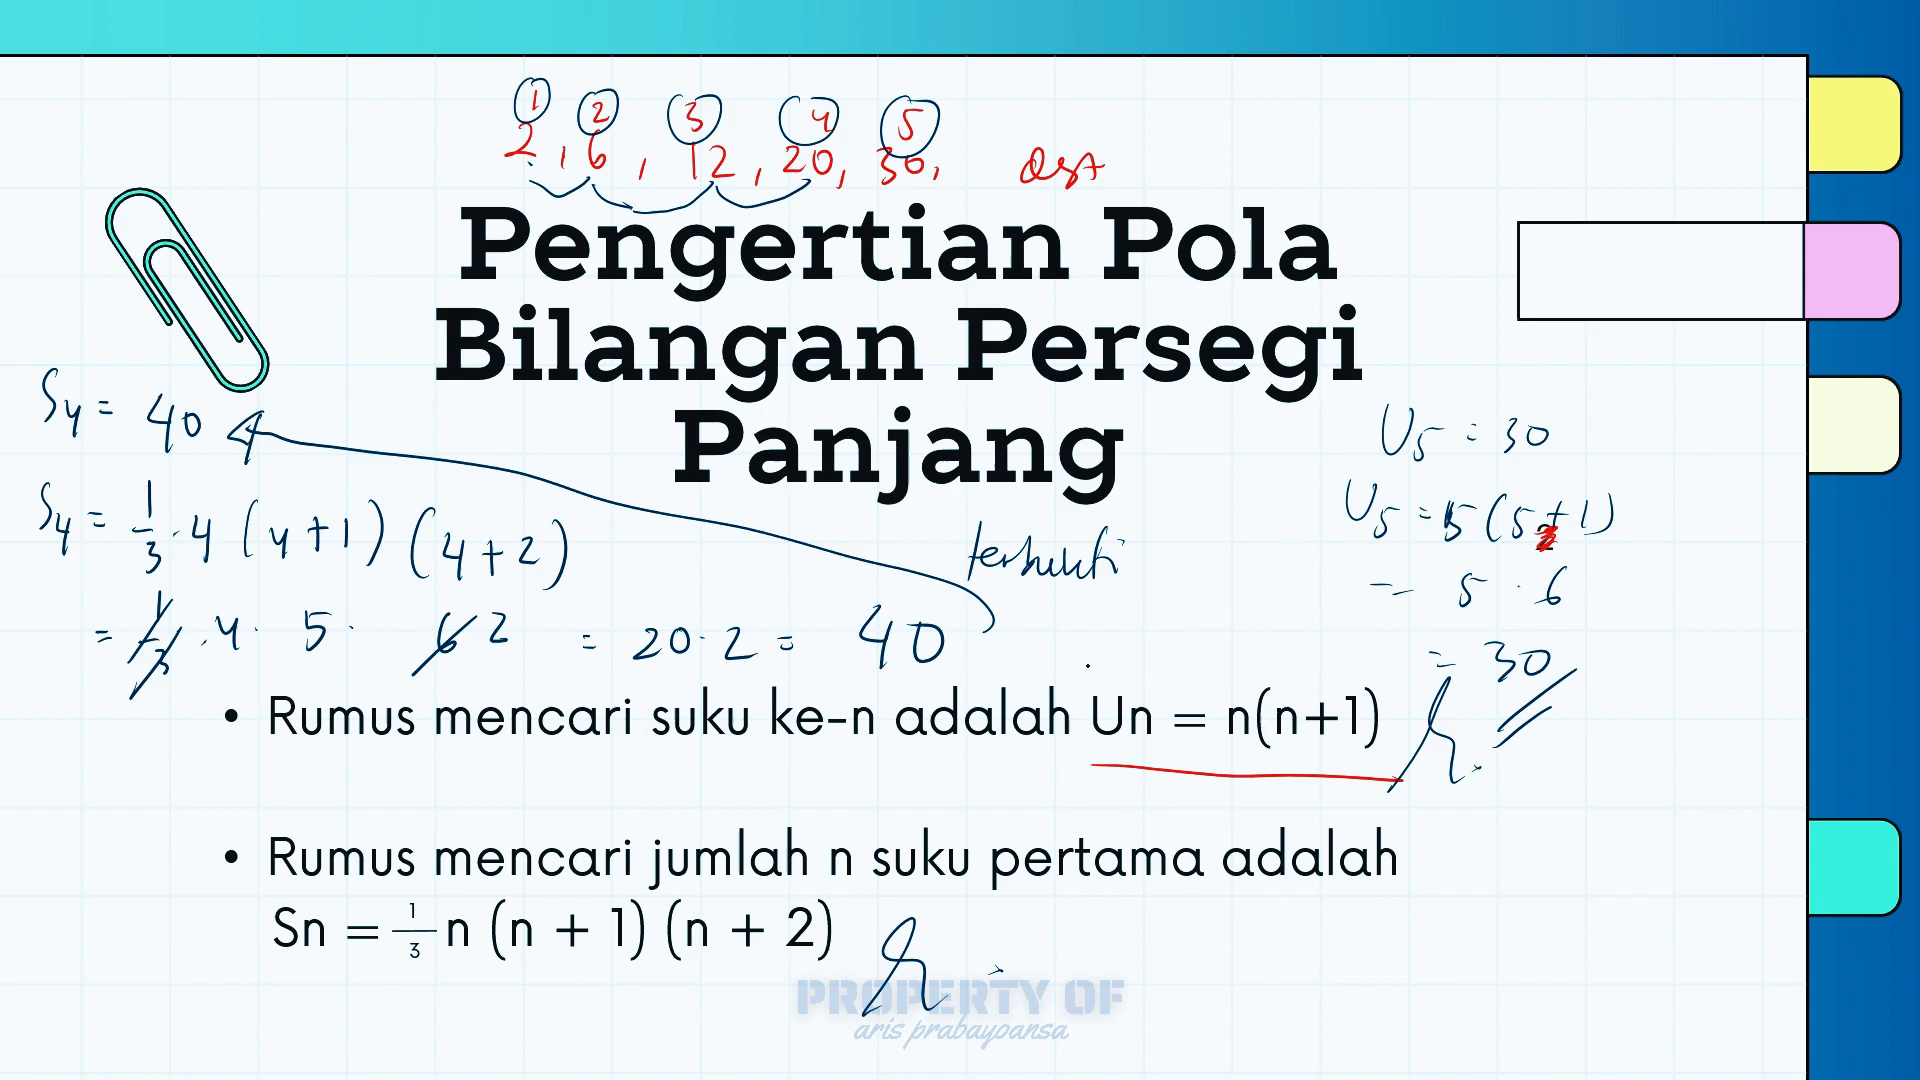 1 2 3 4 5
2, 6, 12, 20, 30, dst
Pengertian Pola
Bilangan Persegi
Panjang
S4 = 40
S4 = 1/3 . 4 (4+1) (4+2)
= 1/3 . 4 . 5 . 6 2 = 20 . 2 = 40
terbukti
U5 = 30
U5 = 5(5+1)
= 5 . 6
= 30
• Rumus mencari suku ke-n adalah Un = n(n+1)
• Rumus mencari jumlah n suku pertama adalah
Sn = 1/3 n (n + 1) (n + 2)
PROPERTY OF
aris prabayoansa